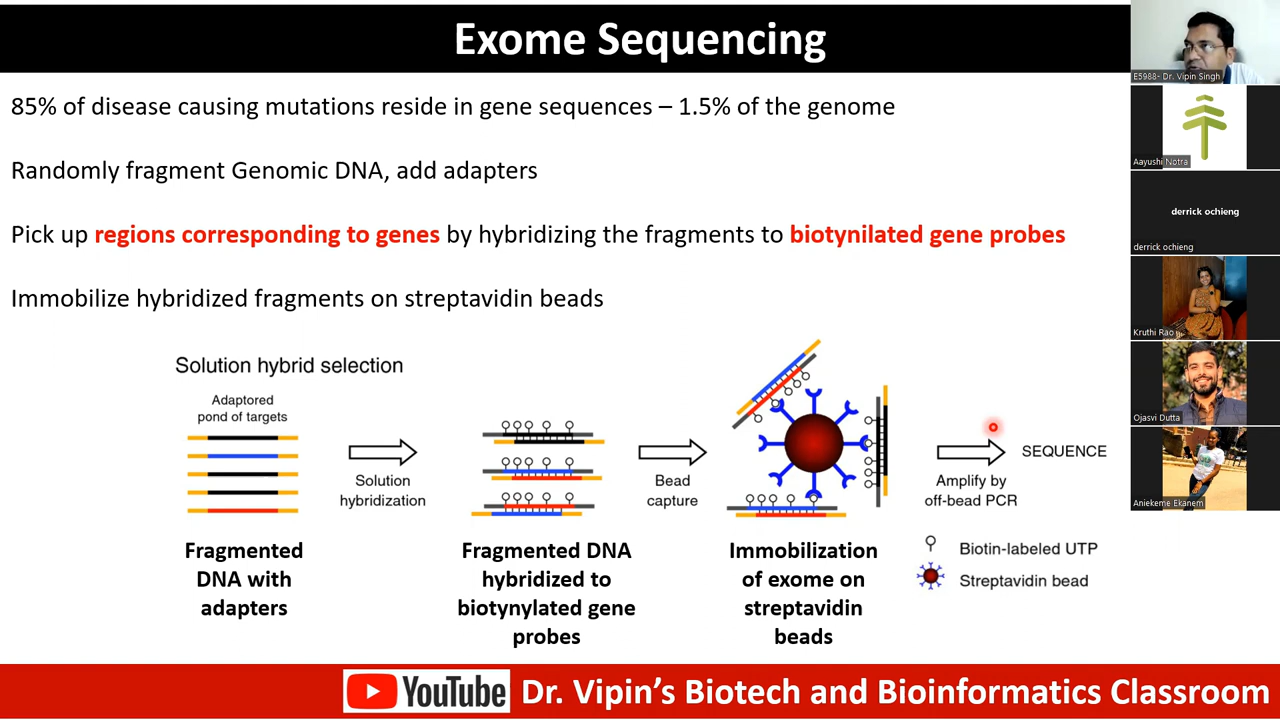 Exome Sequencing
85% of disease causing mutations reside in gene sequences – 1.5% of the genome
Randomly fragment Genomic DNA, add adapters
Pick up regions corresponding to genes by hybridizing the fragments to biotynilated gene probes
Immobilize hybridized fragments on streptavidin beads
Solution hybrid selection
Adaptored
pond of targets
Solution
hybridization
Bead
capture
Amplify by
off-bead PCR
SEQUENCE
Fragmented
DNA with
adapters
Fragmented DNA
hybridized to
biotynylated gene
probes
Immobilization
of exome on
streptavidin
beads
Biotin-labeled UTP
Streptavidin bead
YouTube
Dr. Vipin’s Biotech and Bioinformatics Classroom
E5988- Dr. Vipin Singh
Aayushi Notra
derrick ochieng
derrick ochieng
Kruthi Rao
Ojasvi Dutta
Aniekeme Ekanem